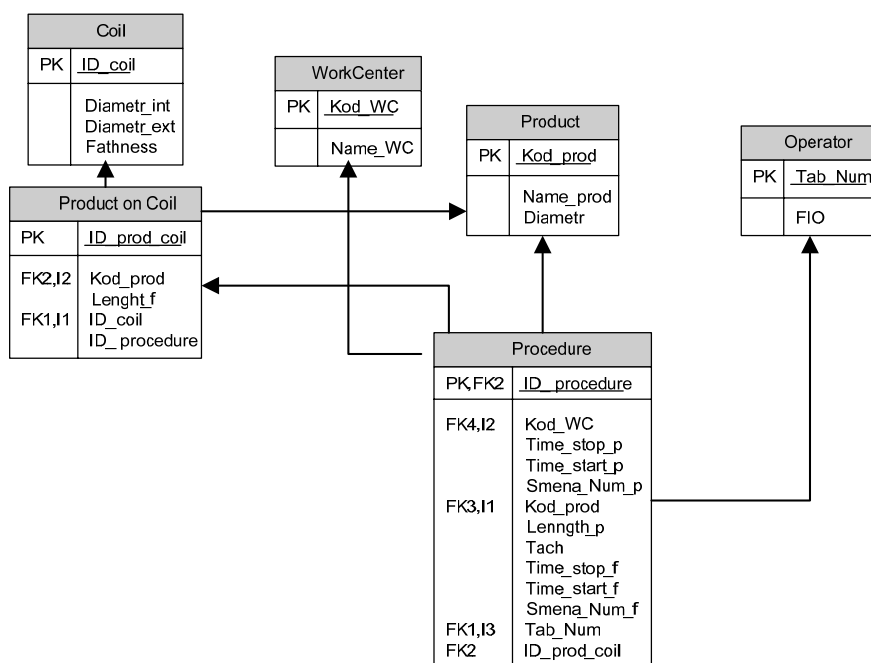 Coil
PK ID_coil
Diametr_int
Diametr_ext
Fathness
WorkCenter
PK Kod_WC
Name_WC
Product
PK Kod_prod
Name_prod
Diametr
Operator
PK Tab_Num
FIO
Product on Coil
PK ID_prod_coil
FK2,I2 Kod_prod
Lenght_f
FK1,I1 ID_coil
ID_procedure
Procedure
PK,FK2 ID_procedure
FK4,I2 Kod_WC
Time_stop_p
Time_start_p
Smena_Num_p
FK3,I1 Kod_prod
Lenngth_p
Tach
Time_stop_f
Time_start_f
Smena_Num_f
FK1,I3 Tab_Num
FK2 ID_prod_coil